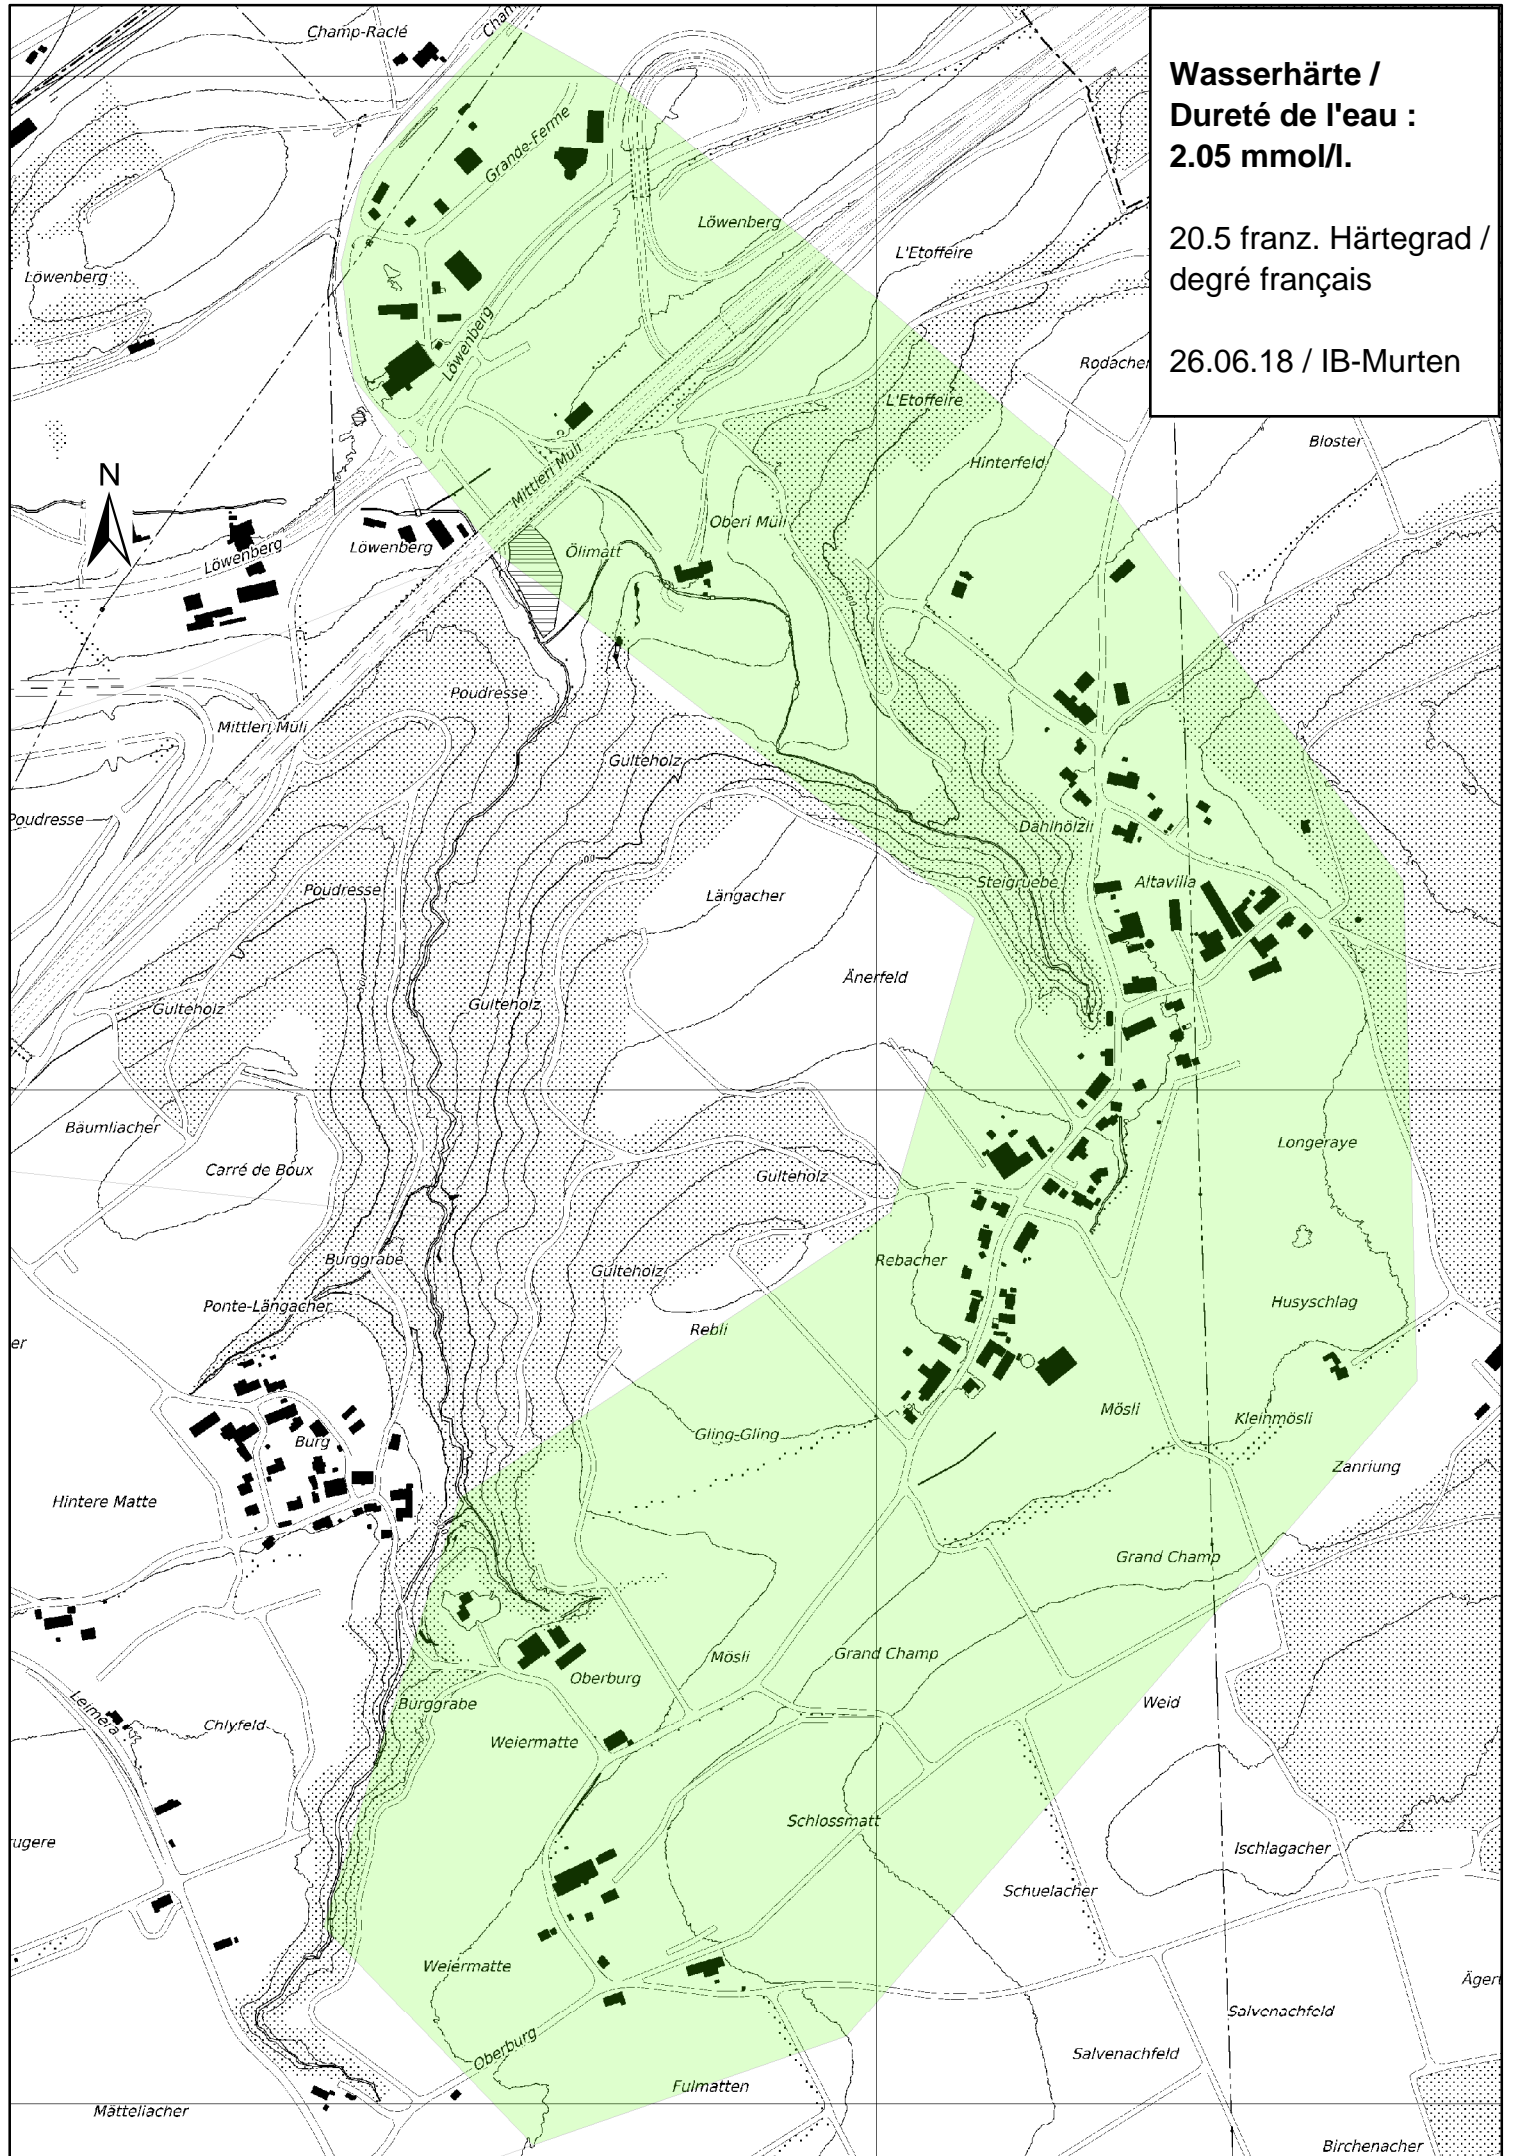 Wasserhärte /
Dureté de l'eau :
2.05 mmol/l.
20.5 franz. Härtegrad /
degré français
26.06.18 / IB-Murten
Champ-Raclé
Grande-Ferme
Löwenberg
L'Etoffeire
Löwenberg
Löwenberg
Rodacher
L'Etoffeire
Bloster
Hinterfeld
N
Mittleri Müli
Oberi Müli
Löwenberg
Löwenberg
Ölimatt
Poudresse
Mittleri Müli
Gulteholz
Poudresse
Dählhölzli
Poudresse
Steigruebe
Altavilla
Längacher
Änerfeld
Gulteholz
Gulteholz
Bäumliacher
Longeraye
Carré de Boux
Gulteholz
Burggrabe
Rebacher
Gulteholz
Ponte-Längacher
Husyschlag
Rebli
er
Mösli
Kleinmösli
Gling-Gling
Burg
Zanriung
Hintere Matte
Grand Champ
Mösli
Grand Champ
Oberburg
Burggrabe
Weid
Leimera
Chlyfeld
Weiermatte
Schlossmatt
ugere
Ischlagacher
Schuelacher
Weiermatte
Ägert
Salvenachfeld
Oberburg
Salvenachfeld
Fulmatten
Mätteliacher
Birchenacher